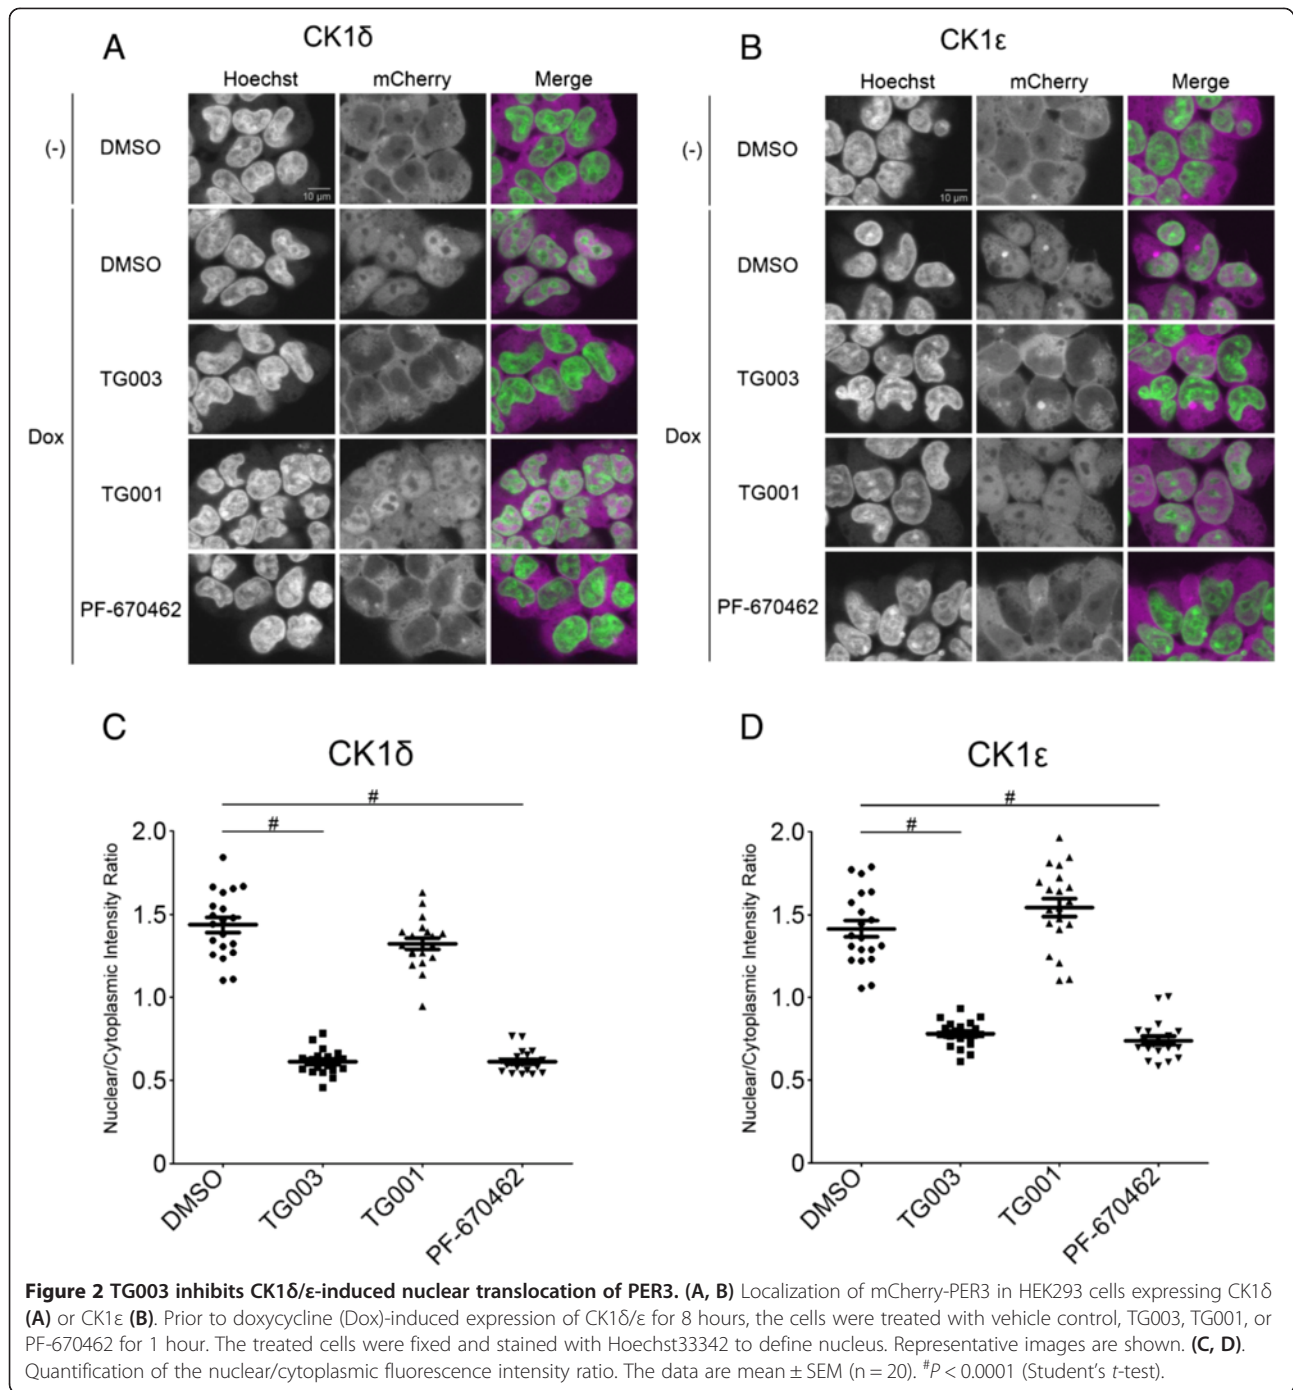 A
CK1δ
Hoechst mCherry Merge
(-) DMSO
10 µm
DMSO
TG003
Dox
TG001
PF-670462
B
CK1ε
Hoechst mCherry Merge
(-) DMSO
10 µm
DMSO
TG003
Dox
TG001
PF-670462
C
CK1δ
#
#
Nuclear/Cytoplasmic Intensity Ratio
2.0
1.5
1.0
0.5
0
DMSO TG003 TG001 PF-670462
D
CK1ε
#
#
Nuclear/Cytoplasmic Intensity Ratio
2.0
1.5
1.0
0.5
0
DMSO TG003 TG001 PF-670462
Figure 2 TG003 inhibits CK1δ/ε-induced nuclear translocation of PER3. (A, B) Localization of mCherry-PER3 in HEK293 cells expressing CK1δ
(A) or CK1ε (B). Prior to doxycycline (Dox)-induced expression of CK1δ/ε for 8 hours, the cells were treated with vehicle control, TG003, TG001, or
PF-670462 for 1 hour. The treated cells were fixed and stained with Hoechst33342 to define nucleus. Representative images are shown. (C, D).
Quantification of the nuclear/cytoplasmic fluorescence intensity ratio. The data are mean ± SEM (n = 20). #P < 0.0001 (Student's t-test).